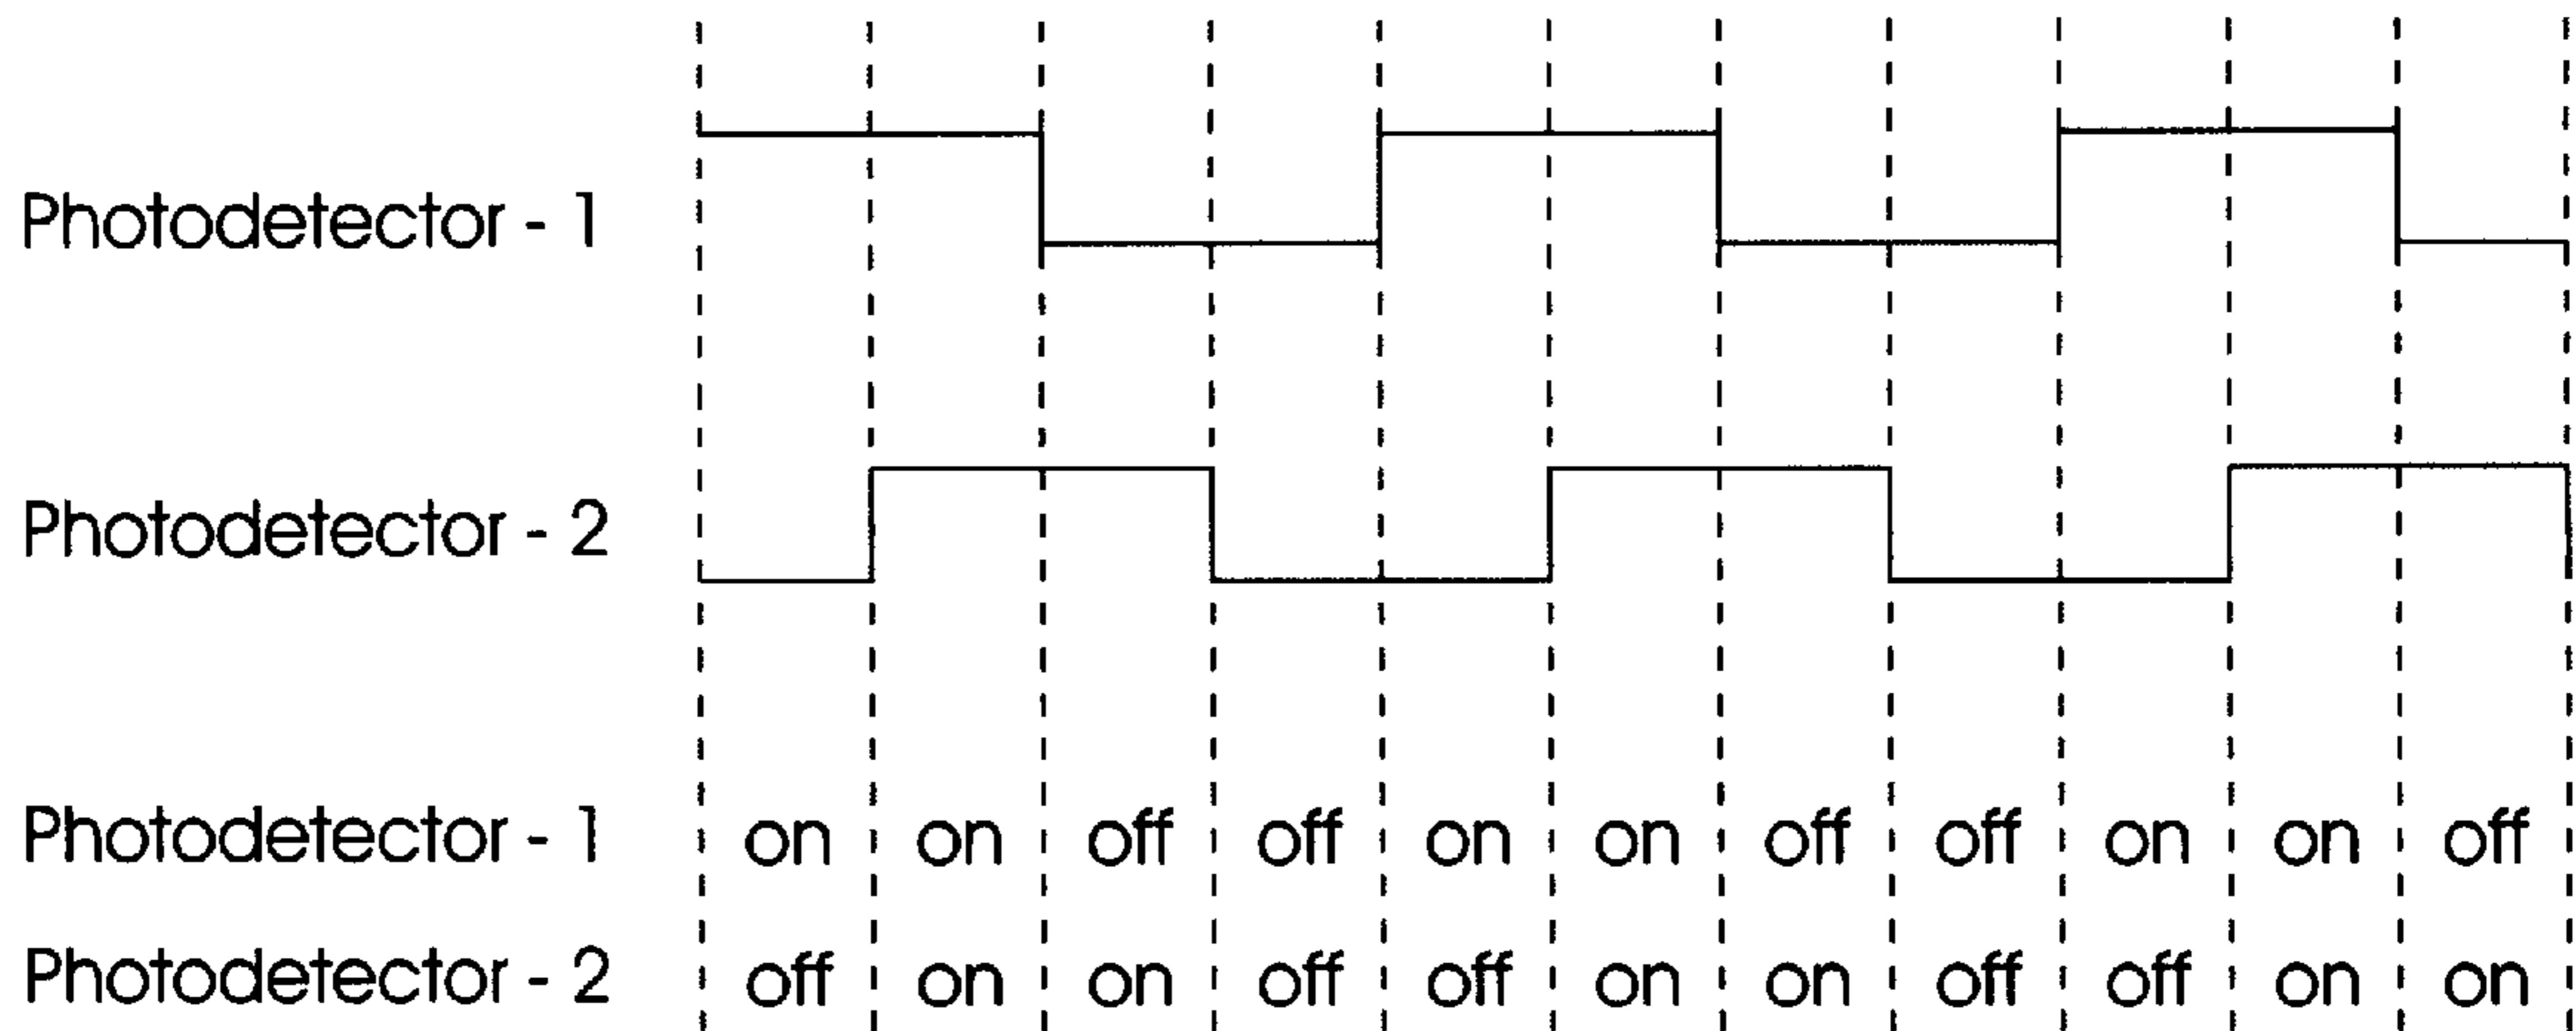 Photodetector - 1
Photodetector - 2
Photodetector - 1 on on off off on on off off on on off
Photodetector - 2 off on on off off on on off off on on